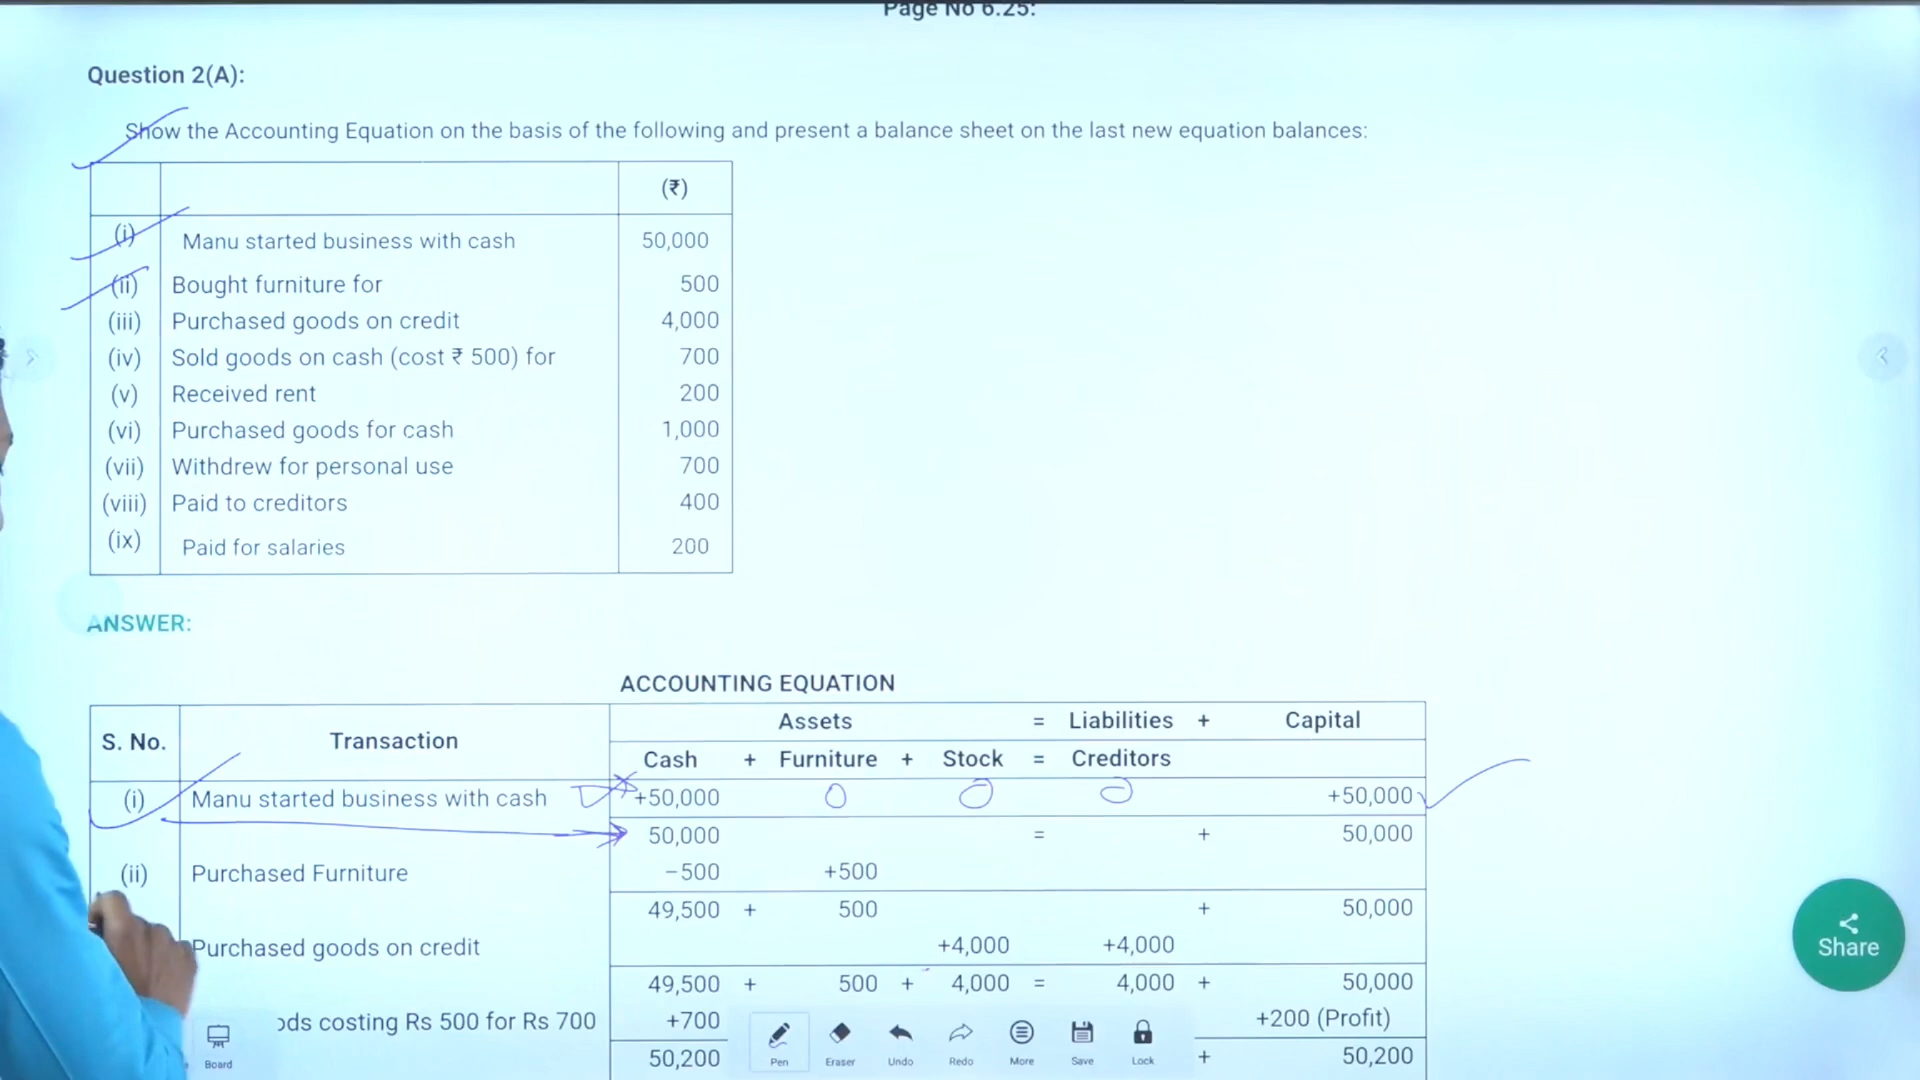 Page No 6.25:
Question 2(A):
Show the Accounting Equation on the basis of the following and present a balance sheet on the last new equation balances:
(₹)
(i) Manu started business with cash 50,000
(ii) Bought furniture for 500
(iii) Purchased goods on credit 4,000
(iv) Sold goods on cash (cost ₹ 500) for 700
(v) Received rent 200
(vi) Purchased goods for cash 1,000
(vii) Withdrew for personal use 700
(viii) Paid to creditors 400
(ix) Paid for salaries 200
ANSWER:
ACCOUNTING EQUATION
S. No. Transaction Assets = Liabilities + Capital
Cash + Furniture + Stock = Creditors
(i) Manu started business with cash +50,000 0 0 0 +50,000
50,000 = + 50,000
(ii) Purchased Furniture -500 +500
49,500 + 500 + 50,000
Purchased goods on credit +4,000 +4,000
49,500 + 500 + 4,000 = 4,000 + 50,000
costing Rs 500 for Rs 700 +700 +200 (Profit)
50,200 + 50,200
Board Pen Eraser Undo Redo More Save Lock
Share